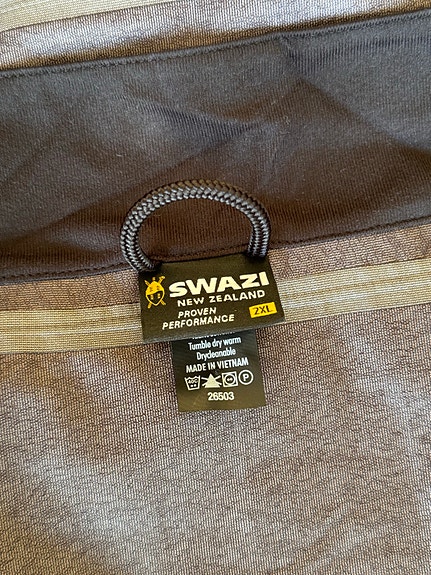 SWAZI
NEW ZEALAND
PROVEN
PERFORMANCE 2XL
Tumble dry warm
Drycleanable
MADE IN VIETNAM
P
26503